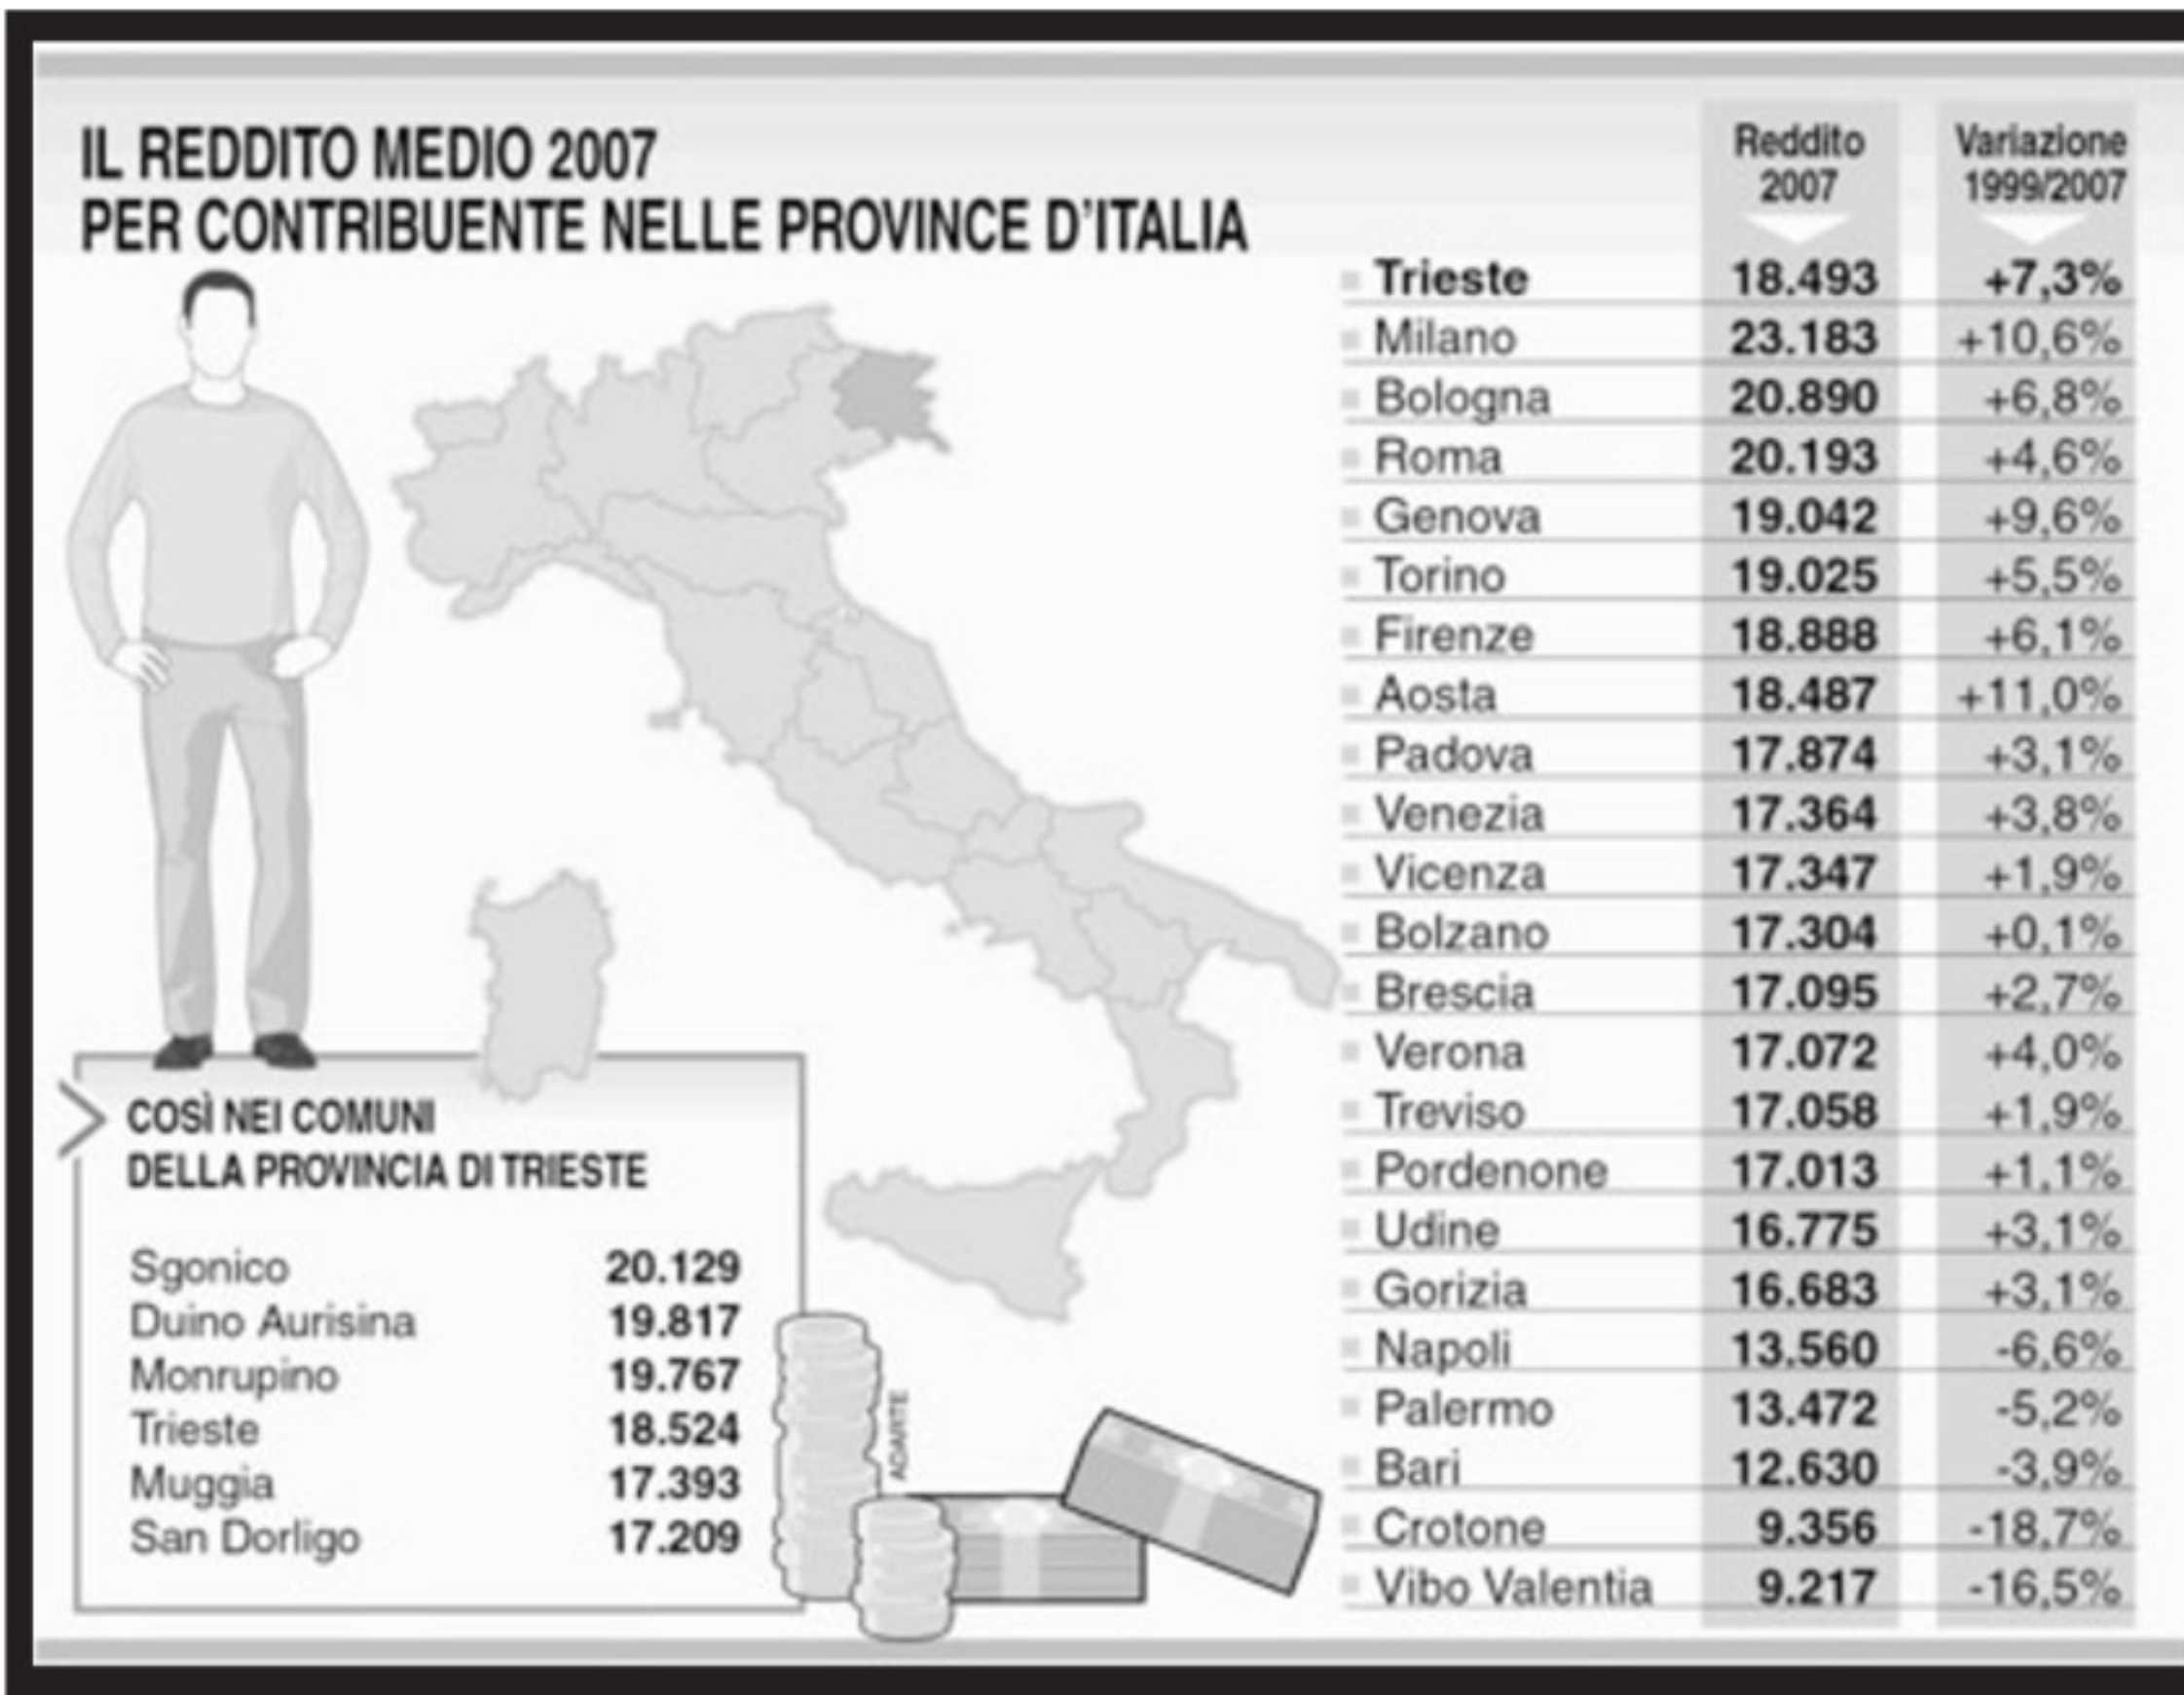 IL REDDITO MEDIO 2007
PER CONTRIBUENTE NELLE PROVINCE D'ITALIA
Reddito 2007
Variazione 1999/2007
Trieste 18.493 +7,3%
Milano 23.183 +10,6%
Bologna 20.890 +6,8%
Roma 20.193 +4,6%
Genova 19.042 +9,6%
Torino 19.025 +5,5%
Firenze 18.888 +6,1%
Aosta 18.487 +11,0%
Padova 17.874 +3,1%
Venezia 17.364 +3,8%
Vicenza 17.347 +1,9%
Bolzano 17.304 +0,1%
Brescia 17.095 +2,7%
Verona 17.072 +4,0%
Treviso 17.058 +1,9%
Pordenone 17.013 +1,1%
Udine 16.775 +3,1%
Gorizia 16.683 +3,1%
Napoli 13.560 -6,6%
Palermo 13.472 -5,2%
Bari 12.630 -3,9%
Crotone 9.356 -18,7%
Vibo Valentia 9.217 -16,5%
COSÌ NEI COMUNI
DELLA PROVINCIA DI TRIESTE
Sgonico 20.129
Duino Aurisina 19.817
Monrupino 19.767
Trieste 18.524
Muggia 17.393
San Dorligo 17.209
ADARTE